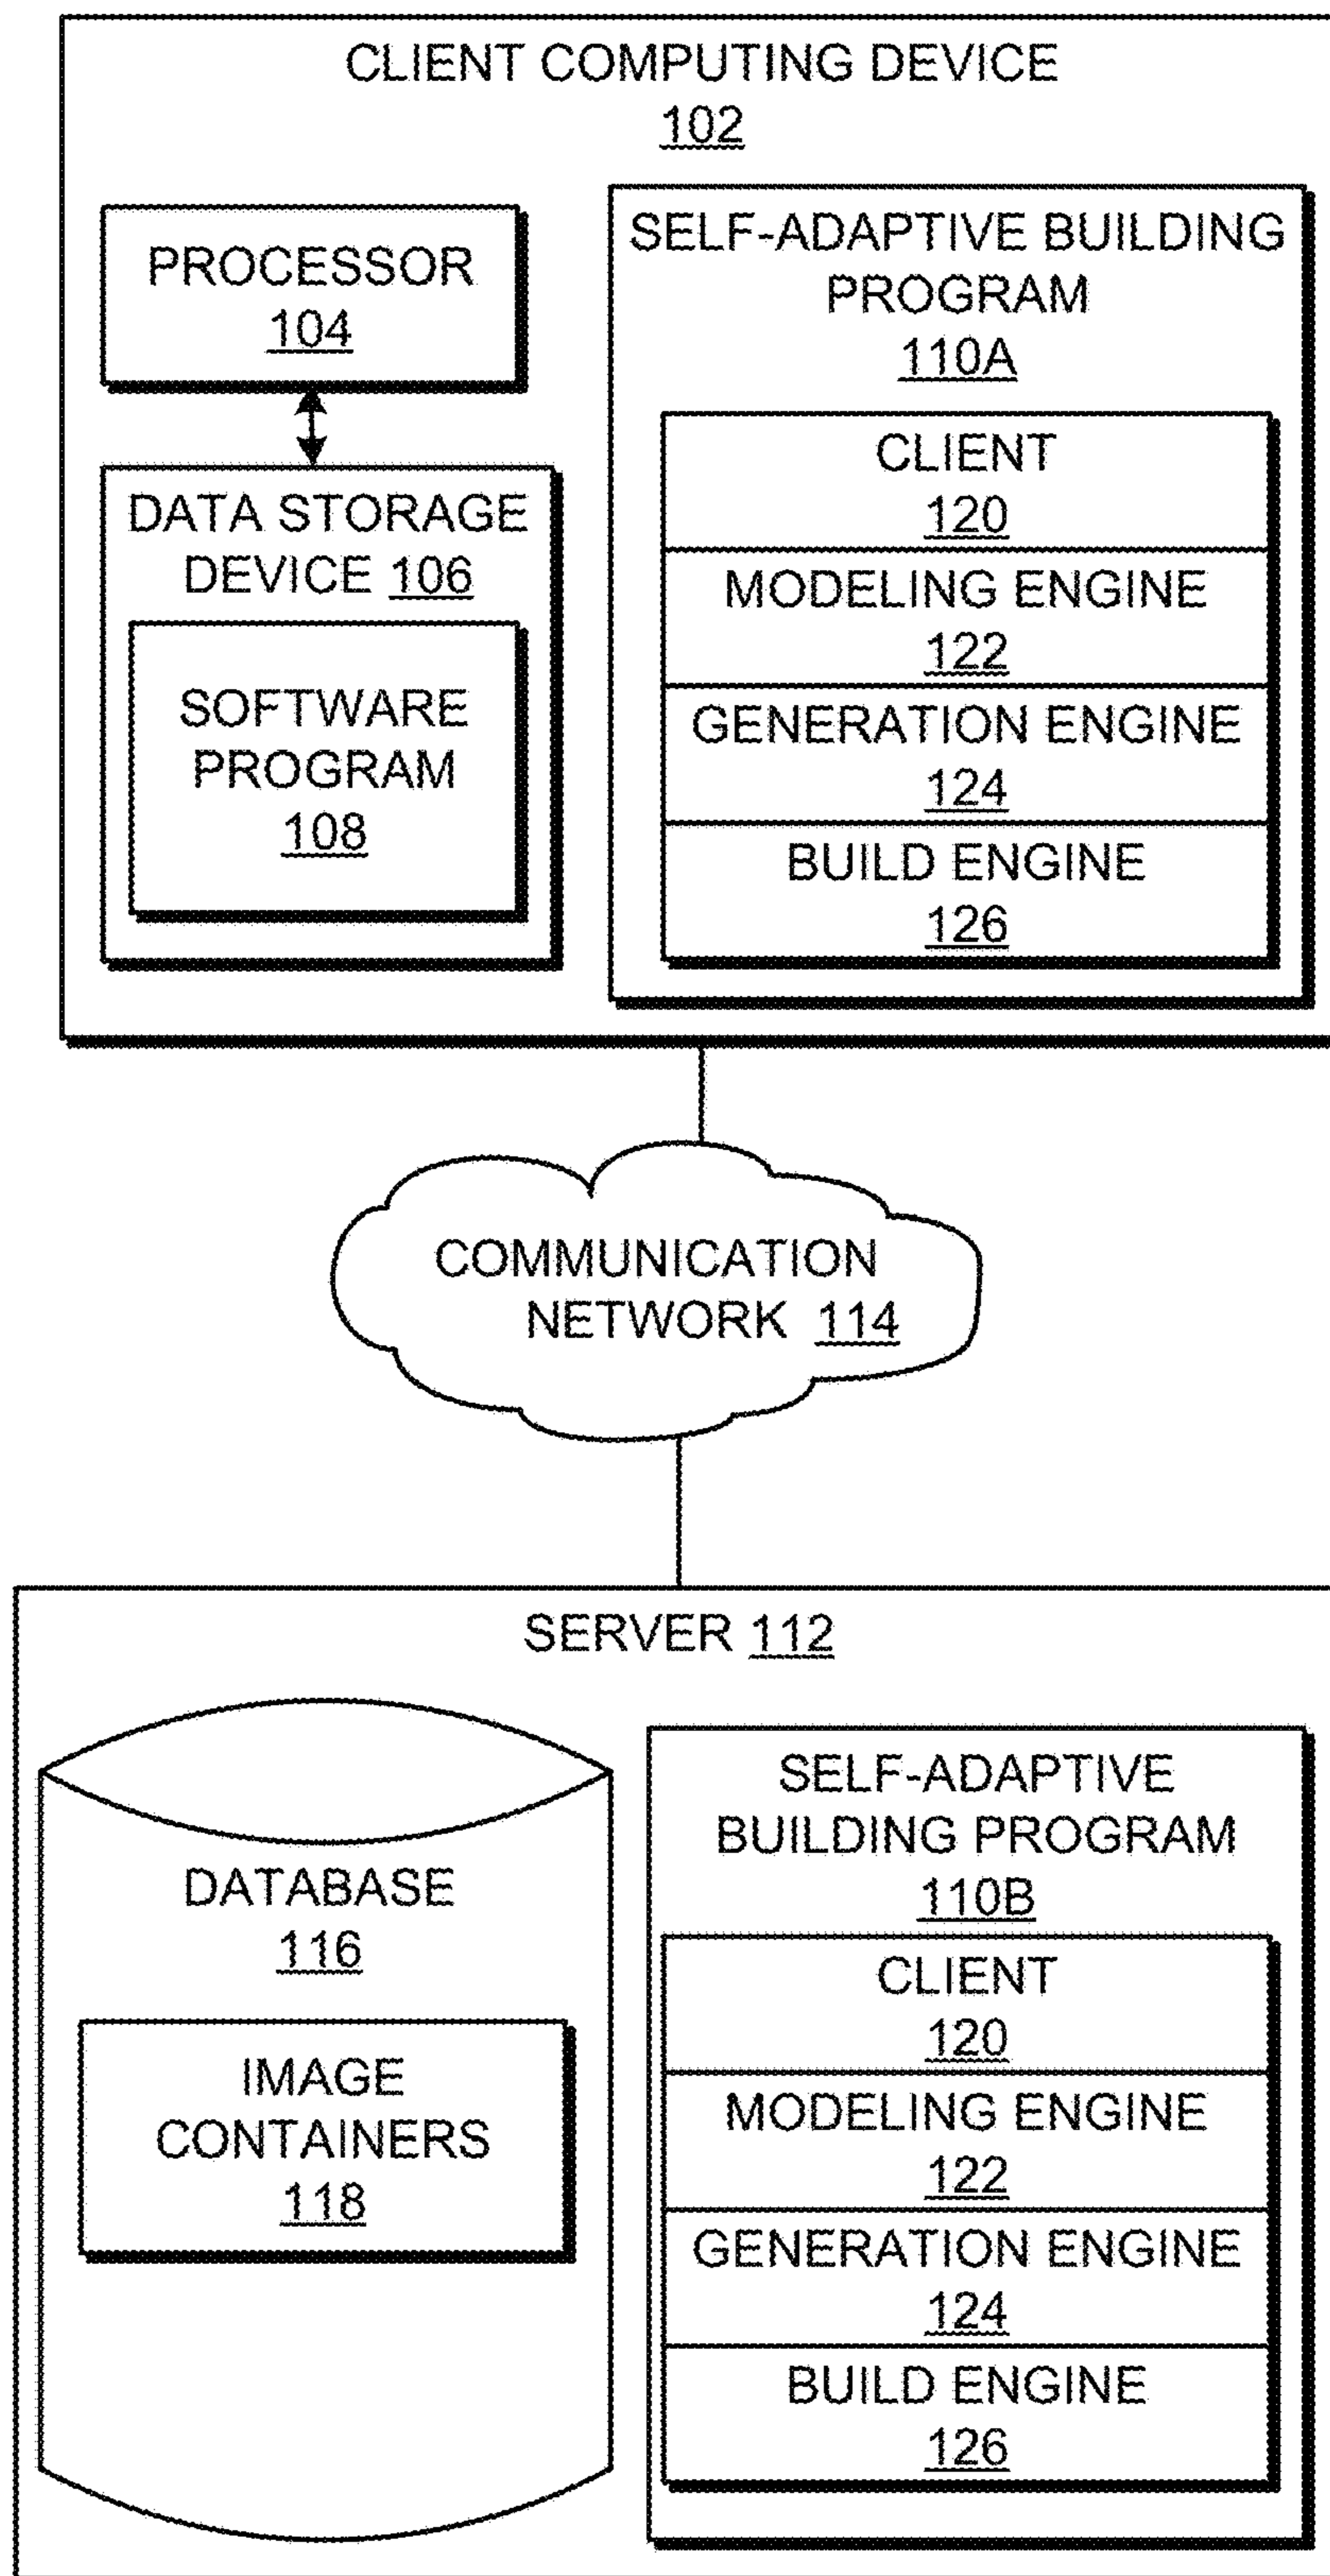 CLIENT COMPUTING DEVICE
102
PROCESSOR
104
DATA STORAGE
DEVICE 106
SOFTWARE
PROGRAM
108
SELF-ADAPTIVE BUILDING
PROGRAM
110A
CLIENT
120
MODELING ENGINE
122
GENERATION ENGINE
124
BUILD ENGINE
126
COMMUNICATION
NETWORK 114
SERVER 112
DATABASE
116
IMAGE
CONTAINERS
118
SELF-ADAPTIVE
BUILDING PROGRAM
110B
CLIENT
120
MODELING ENGINE
122
GENERATION ENGINE
124
BUILD ENGINE
126